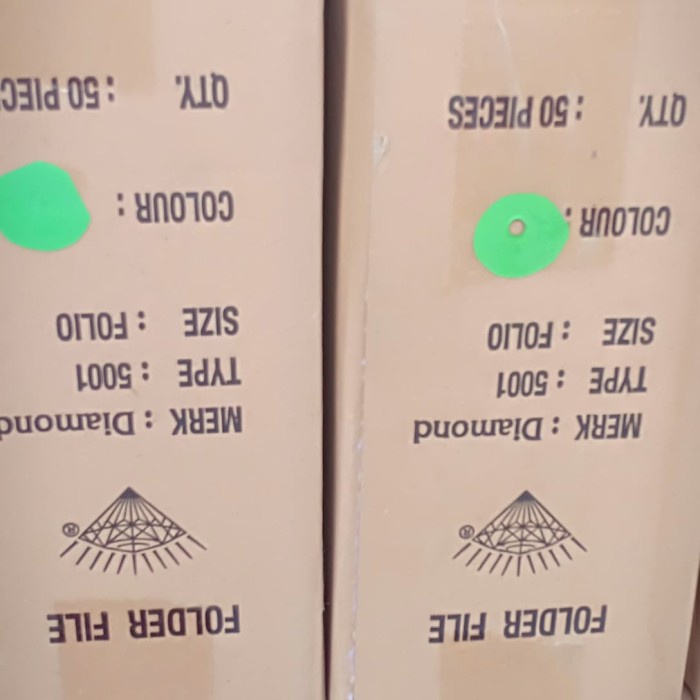 FOLDER FILE
®
MERK : Diamond
TYPE : 5001
SIZE : FOLIO
COLOUR :
QTY. : 50 PIECES
FOLDER FILE
®
MERK : Diamond
TYPE : 5001
SIZE : FOLIO
COLOUR :
QTY. : 50 PIEC